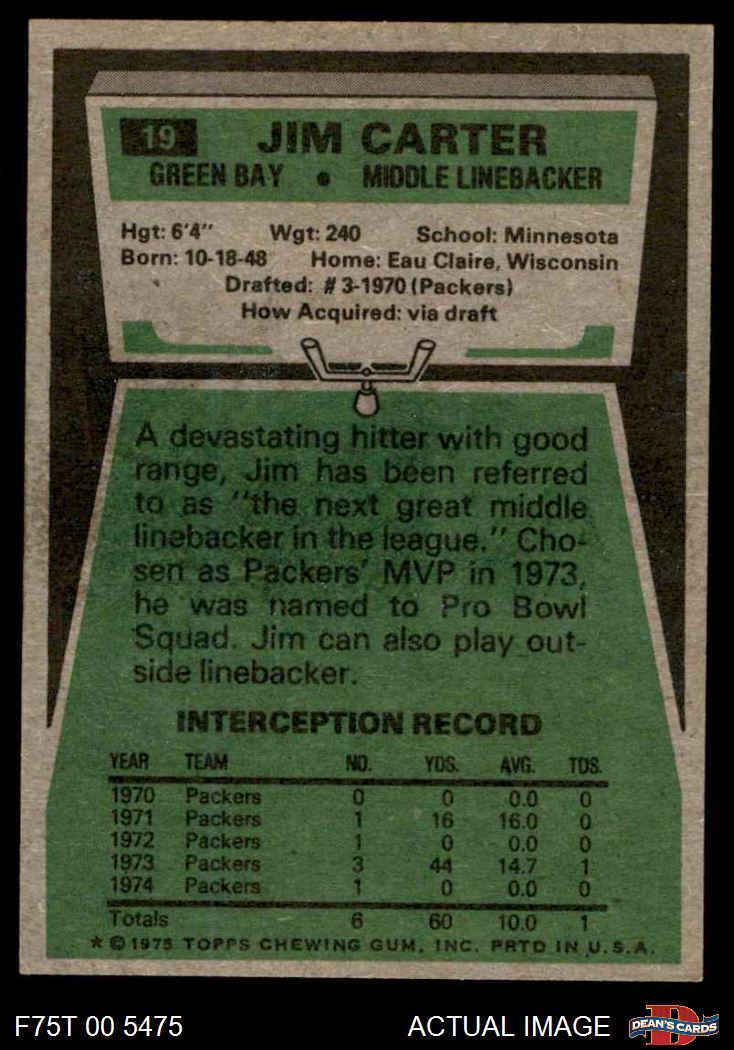 19 JIM CARTER
GREEN BAY • MIDDLE LINEBACKER
Hgt: 6'4" Wgt: 240 School: Minnesota
Born: 10-18-48 Home: Eau Claire, Wisconsin
Drafted: #3-1970 (Packers)
How Acquired: via draft
A devastating hitter with good
range, Jim has been referred
to as "the next great middle
linebacker in the league." Cho-
sen as Packers' MVP in 1973,
he was named to Pro Bowl
Squad. Jim can also play out-
side linebacker.
INTERCEPTION RECORD
YEAR TEAM NO. YDS. AVG. TDS.
1970 Packers 0 0 0.0 0
1971 Packers 1 16 16.0 0
1972 Packers 1 0 0.0 0
1973 Packers 3 44 14.7 1
1974 Packers 1 0 0.0 0
Totals 6 60 10.0 1
* © 1975 TOPPS CHEWING GUM, INC. PRTD IN U.S.A.
F75T 00 5475 ACTUAL IMAGE D DEAN'S CARDS